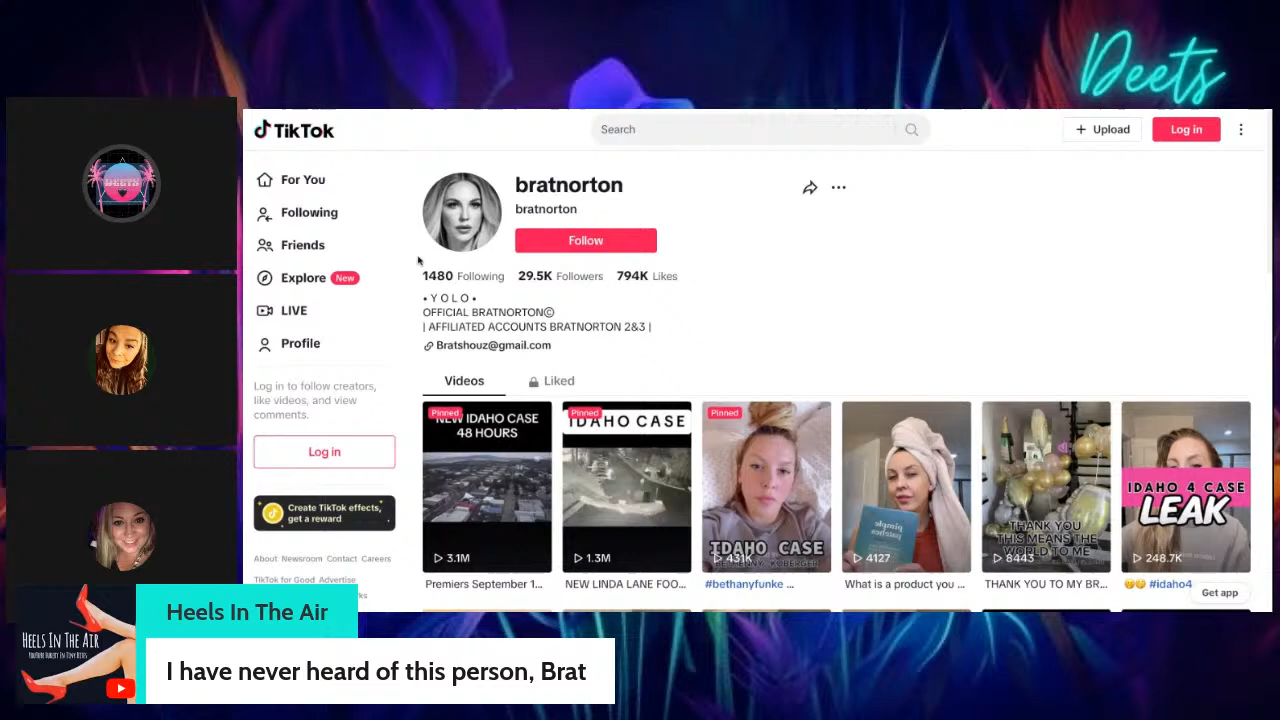 Deets
DEETS
TikTok
Search
+ Upload
Log in
For You
Following
Friends
Explore New
LIVE
Profile
Log in to follow creators,
like videos, and view
comments.
Log in
Create TikTok effects,
get a reward
About Newsroom Contact Careers
TikTok for Good Advertise
bratnorton
bratnorton
Follow
1480 Following 29.5K Followers 794K Likes
• Y O L O •
OFFICIAL BRATNORTON©
| AFFILIATED ACCOUNTS BRATNORTON 2&3 |
Bratshouz@gmail.com
Videos
Liked
Pinned
NEW IDAHO CASE
48 HOURS
3.1M
Premiers September 1...
Pinned
IDAHO CASE
1.3M
NEW LINDA LANE FOO...
Pinned
IDAHO CASE
431K
#bethanyfunke ...
4127
What is a product you ...
THANK YOU
THIS MEANS THE
WORLD TO ME
8443
THANK YOU TO MY BR...
IDAHO 4 CASE
LEAK
248.7K
#idaho4
Get app
HEELS IN THE AIR
Heels In The Air
I have never heard of this person, Brat